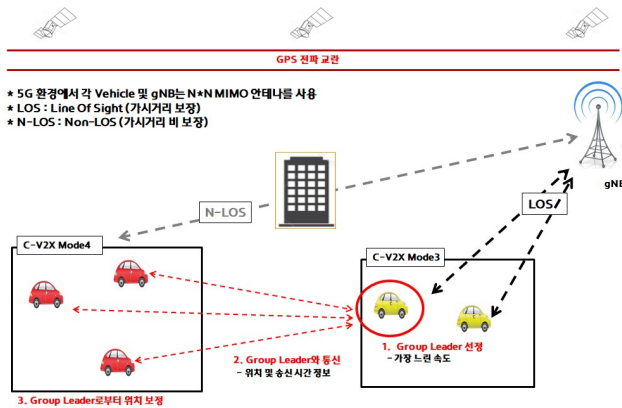 GPS 전파 교란
* 5G 환경에서 각 Vehicle 및 gNB는 N*N MIMO 안테나를 사용
* LOS : Line Of Sight (가시거리 보장)
* N-LOS : Non-LOS (가시거리 비 보장)
gNB
N-LOS
LOS
C-V2X Mode4
C-V2X Mode3
1. Group Leader 선정
- 가장 느린 속도
2. Group Leader와 통신
- 위치 및 송신 시간 정보
3. Group Leader로부터 위치 보정